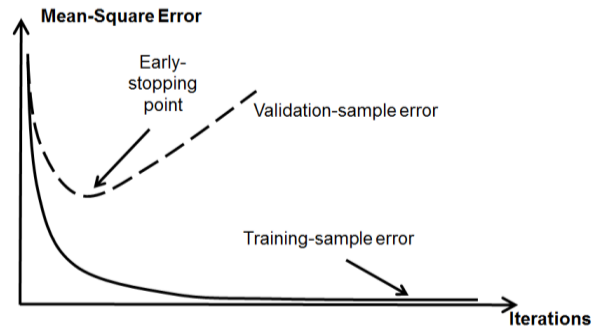 Mean-Square Error
Early-
stopping
point
Validation-sample error
Training-sample error
Iterations